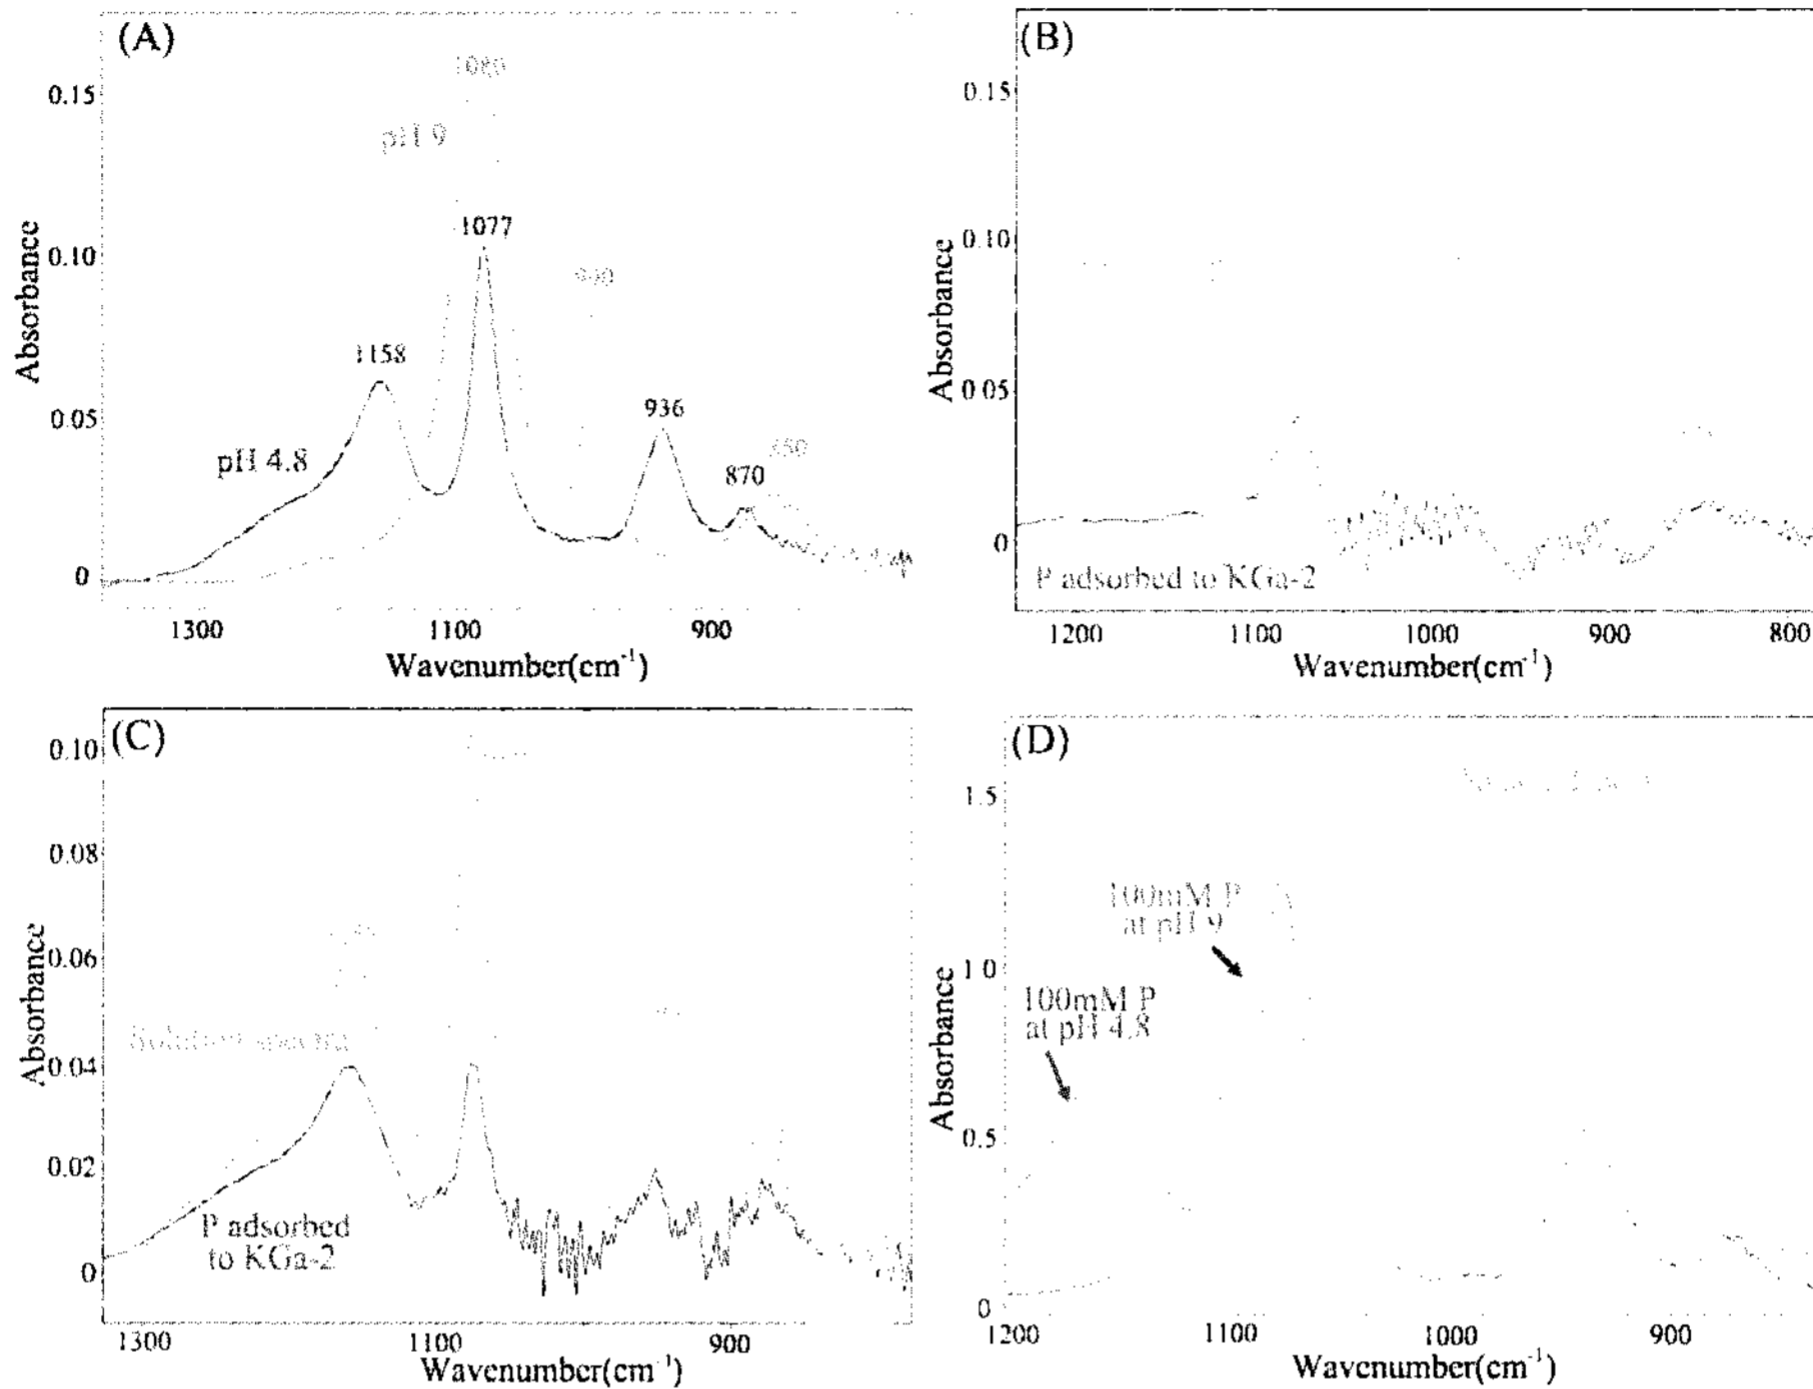 (A)
1080
0.15
pH 9
1077
0.10
990
1158
0.05
936
pH 4.8
870
850
0
1300
1100
900
Absorbance
Wavenumber(cm⁻¹)
(B)
0.15
0.10
0.05
0
P adsorbed to KGa-2
1200
1100
1000
900
800
Absorbance
Wavenumber(cm⁻¹)
(C)
0.10
0.08
0.06
Solution spectra
0.04
0.02
P adsorbed
to KGa-2
0
1300
1100
900
Absorbance
Wavenumber(cm⁻¹)
(D)
1.5
100mM P
at pH 9
1.0
100mM P
at pH 4.8
0.5
0
1200
1100
1000
900
Absorbance
Wavenumber(cm⁻¹)